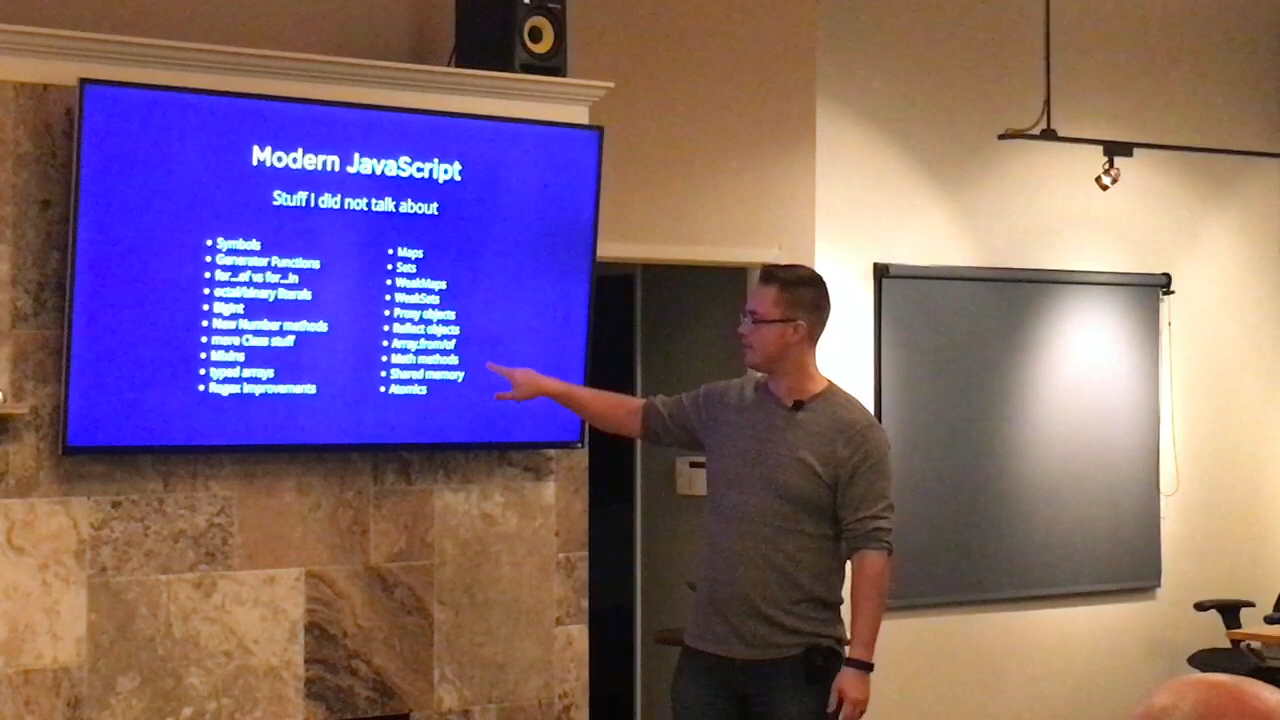 Modern JavaScript
Stuff I did not talk about
• Symbols
• Generator Functions
• for...of vs for...in
• octal/binary literals
• BigInt
• New Number methods
• more Class stuff
• Mixins
• typed arrays
• Regex Improvements
• Maps
• Sets
• WeakMaps
• WeakSets
• Proxy objects
• Reflect objects
• Array.from/of
• Math methods
• Shared memory
• Atomics